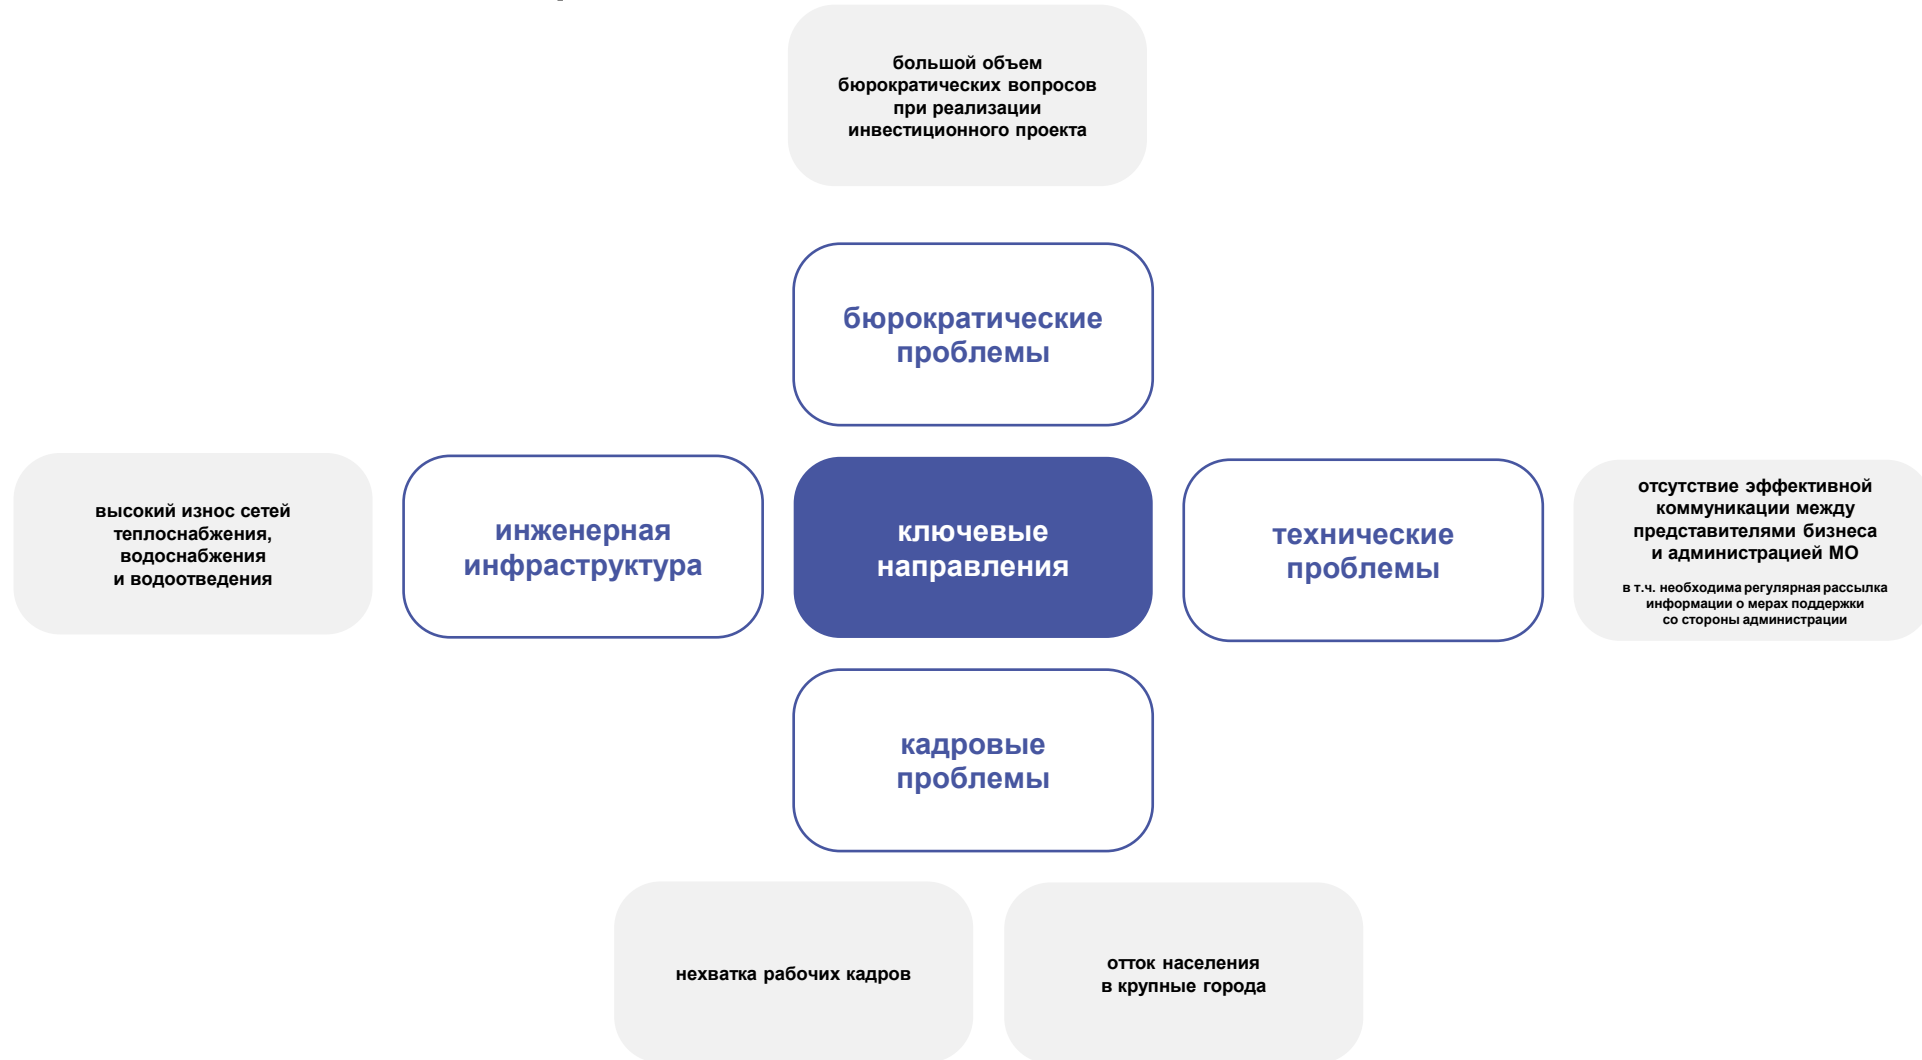 большой объем
бюрократических вопросов
при реализации
инвестиционного проекта
бюрократические
проблемы
высокий износ сетей
теплоснабжения,
водоснабжения
и водоотведения
инженерная
инфраструктура
ключевые
направления
технические
проблемы
отсутствие эффективной
коммуникации между
представителями бизнеса
и администрацией МО
в т.ч. необходима регулярная рассылка
информации о мерах поддержки
со стороны администрации
кадровые
проблемы
нехватка рабочих кадров
отток населения
в крупные города